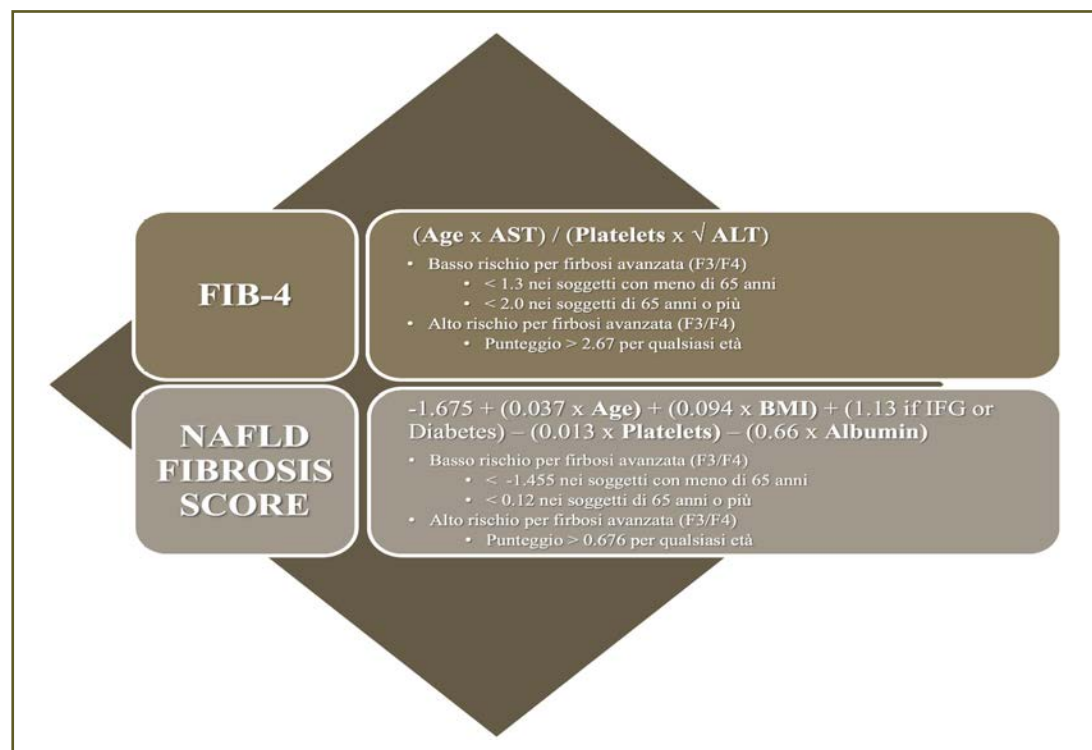 FIB-4
(Age x AST) / (Platelets x √ ALT)
• Basso rischio per firbosi avanzata (F3/F4)
• < 1.3 nei soggetti con meno di 65 anni
• < 2.0 nei soggetti di 65 anni o più
• Alto rischio per firbosi avanzata (F3/F4)
• Punteggio > 2.67 per qualsiasi età
NAFLD
FIBROSIS
SCORE
-1.675 + (0.037 x Age) + (0.094 x BMI) + (1.13 if IFG or
Diabetes) – (0.013 x Platelets) – (0.66 x Albumin)
• Basso rischio per firbosi avanzata (F3/F4)
• < -1.455 nei soggetti con meno di 65 anni
• < 0.12 nei soggetti di 65 anni o più
• Alto rischio per firbosi avanzata (F3/F4)
• Punteggio > 0.676 per qualsiasi età